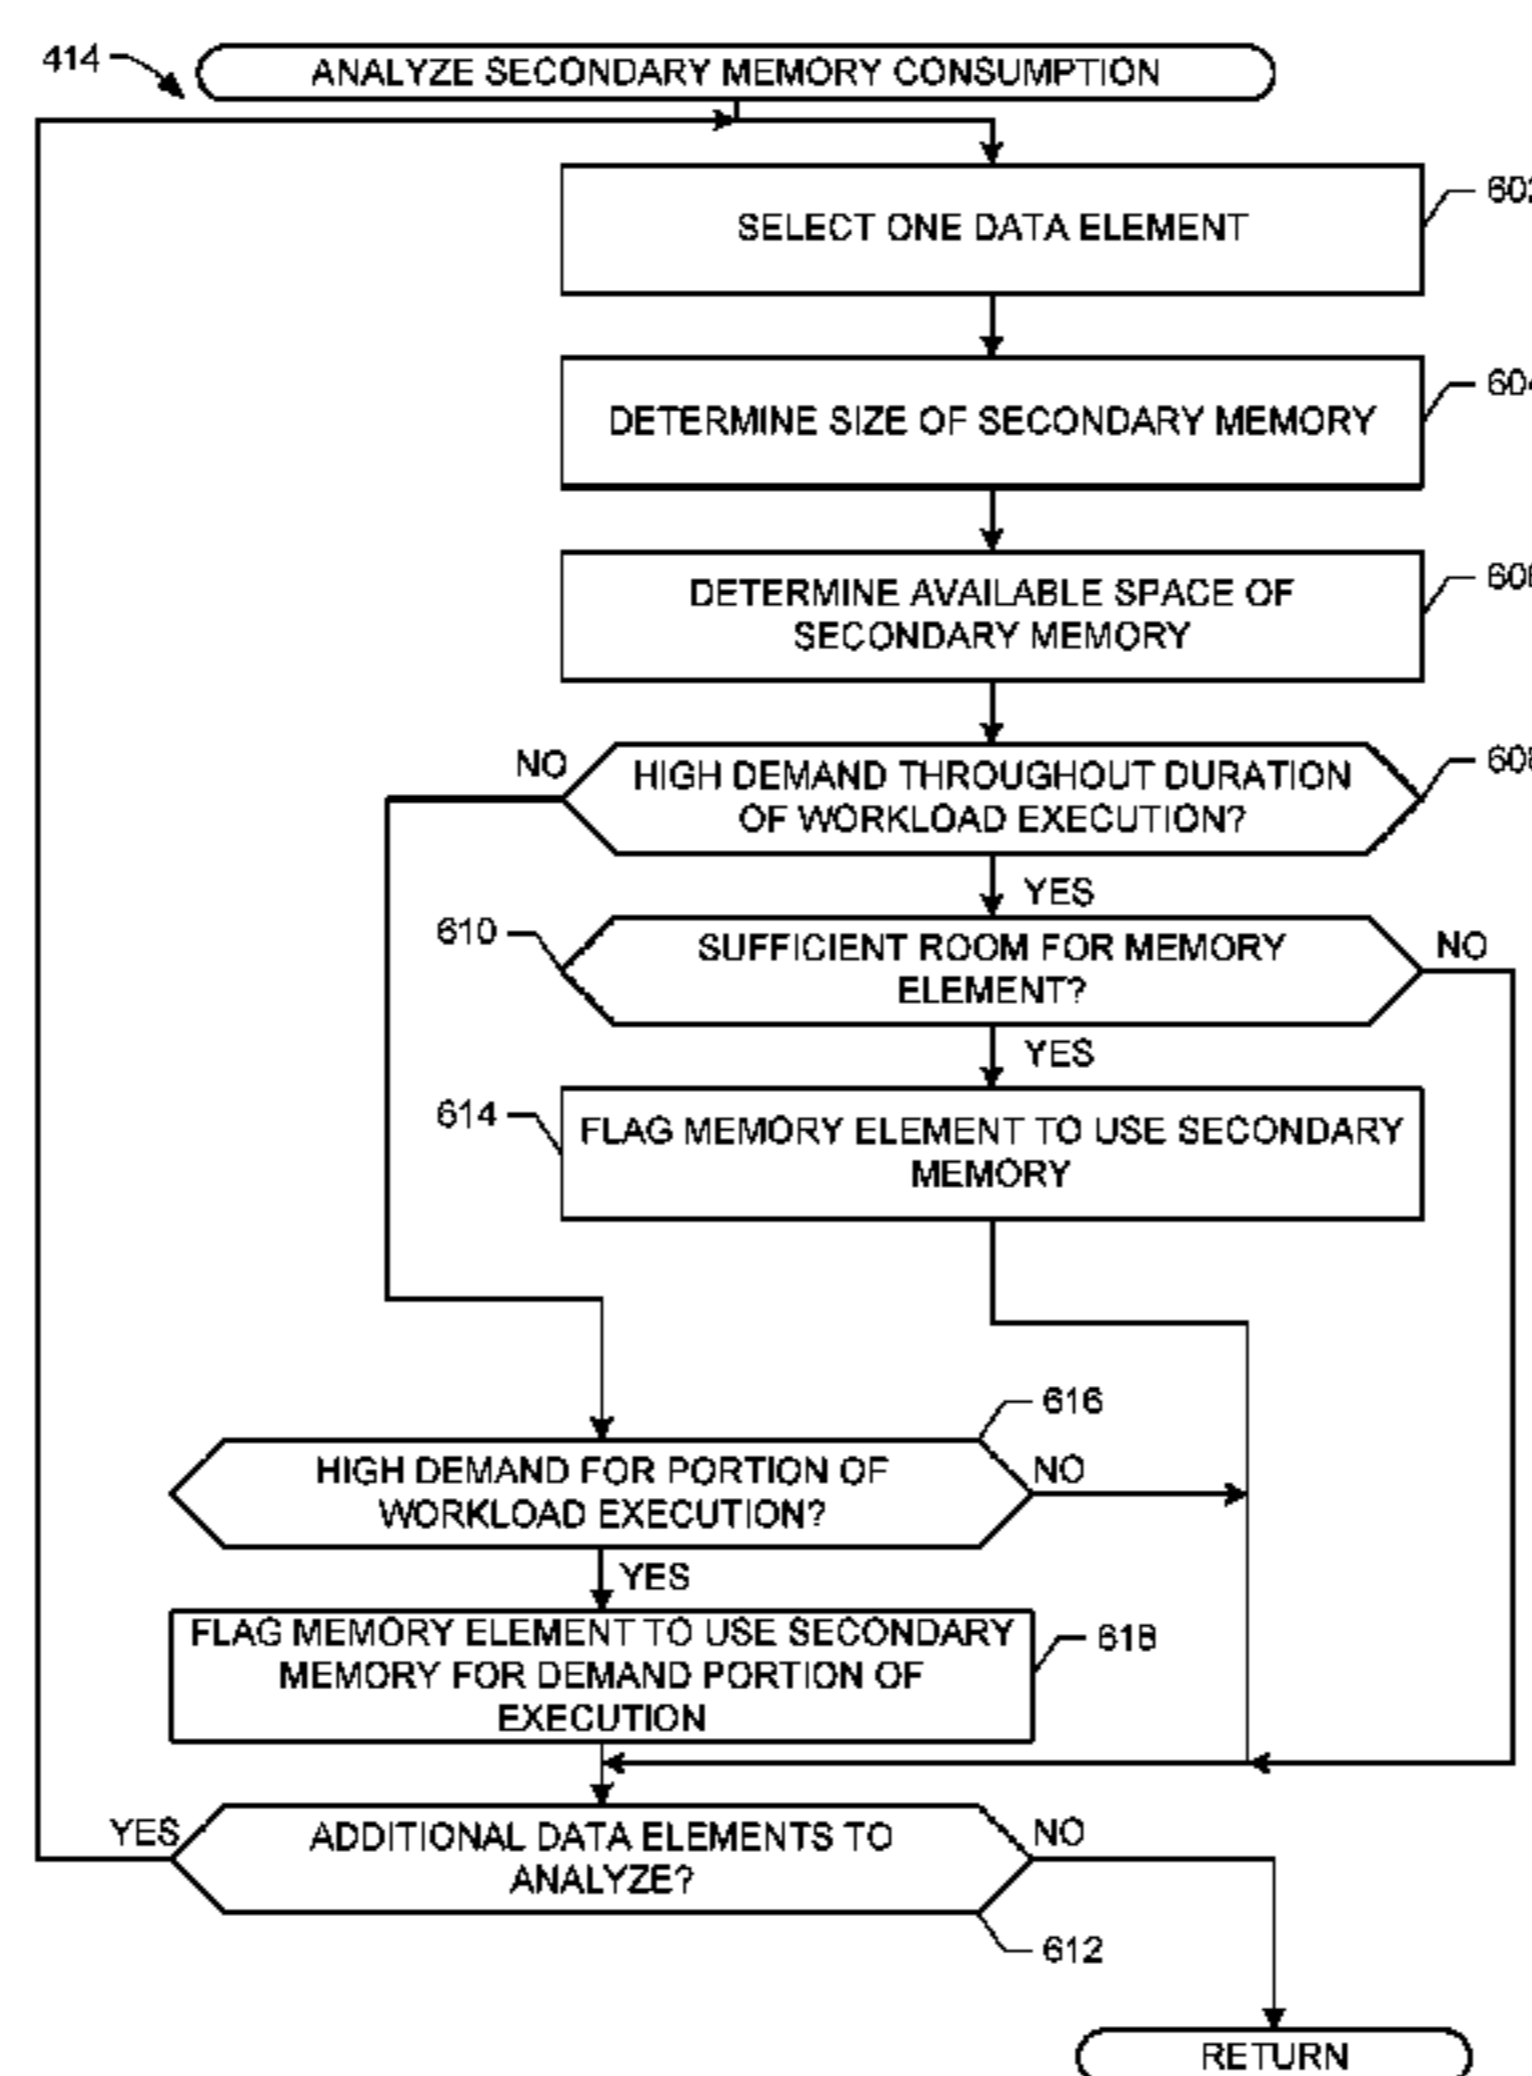 414
ANALYZE SECONDARY MEMORY CONSUMPTION
SELECT ONE DATA ELEMENT
DETERMINE SIZE OF SECONDARY MEMORY
DETERMINE AVAILABLE SPACE OF
SECONDARY MEMORY
NO
HIGH DEMAND THROUGHOUT DURATION
OF WORKLOAD EXECUTION?
YES
610
SUFFICIENT ROOM FOR MEMORY
ELEMENT?
NO
YES
614
FLAG MEMORY ELEMENT TO USE SECONDARY
MEMORY
616
HIGH DEMAND FOR PORTION OF
WORKLOAD EXECUTION?
NO
YES
FLAG MEMORY ELEMENT TO USE SECONDARY
MEMORY FOR DEMAND PORTION OF
EXECUTION
618
YES
ADDITIONAL DATA ELEMENTS TO
ANALYZE?
NO
612
RETURN